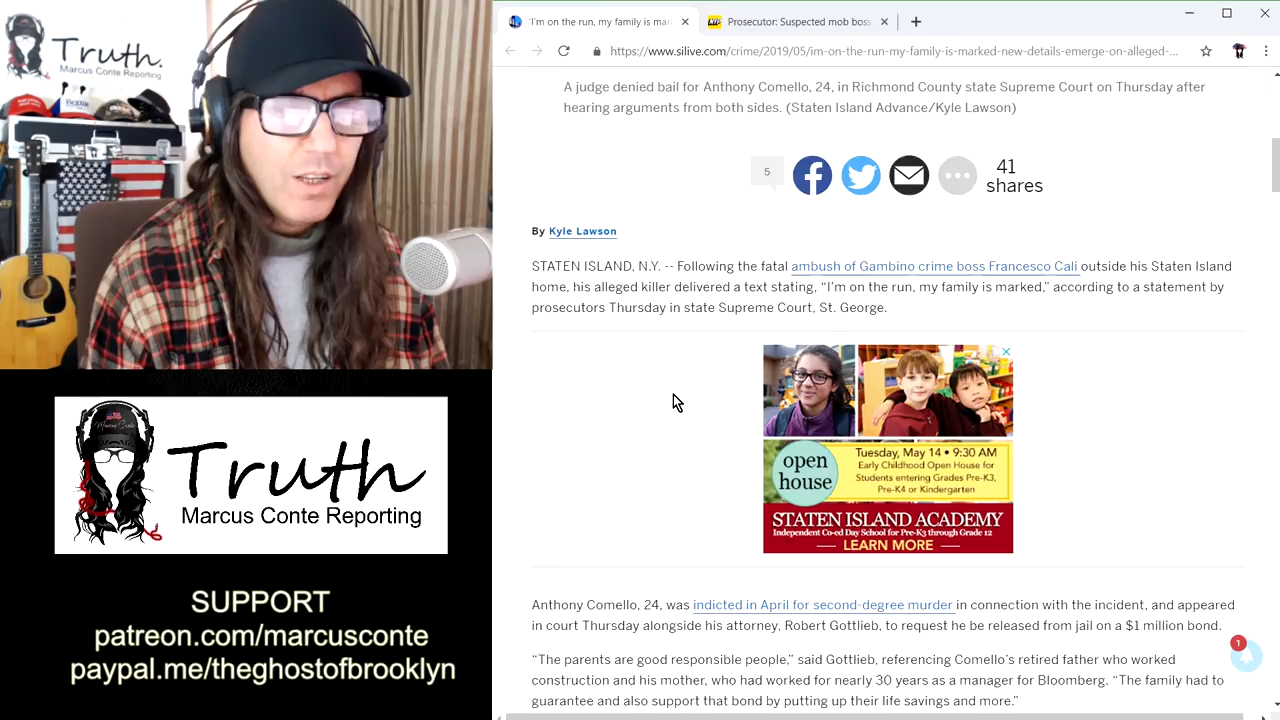 Truth.
Marcus Conte Reporting
Truth
Marcus Conte Reporting
SUPPORT
patreon.com/marcusconte
paypal.me/theghostofbrooklyn
'I'm on the run, my family is mar
Prosecutor: Suspected mob boss
https://www.silive.com/crime/2019/05/im-on-the-run-my-family-is-marked-new-details-emerge-on-alleged-...
A judge denied bail for Anthony Comello, 24, in Richmond County state Supreme Court on Thursday after
hearing arguments from both sides. (Staten Island Advance/Kyle Lawson)
5
41
shares
By Kyle Lawson
STATEN ISLAND, N.Y. -- Following the fatal ambush of Gambino crime boss Francesco Cali outside his Staten Island
home, his alleged killer delivered a text stating, “I’m on the run, my family is marked,” according to a statement by
prosecutors Thursday in state Supreme Court, St. George.
open
house
Tuesday, May 14 • 9:30 AM
Early Childhood Open House for
Students entering Grades Pre-K3,
Pre-K4 or Kindergarten
STATEN ISLAND ACADEMY
Independent Co-ed Day School for Pre-K3 through Grade 12
— LEARN MORE —
Anthony Comello, 24, was indicted in April for second-degree murder in connection with the incident, and appeared
in court Thursday alongside his attorney, Robert Gottlieb, to request he be released from jail on a $1 million bond.
1
“The parents are good responsible people,” said Gottlieb, referencing Comello’s retired father who worked
construction and his mother, who had worked for nearly 30 years as a manager for Bloomberg. “The family had to
guarantee and also support that bond by putting up their life savings and more.”